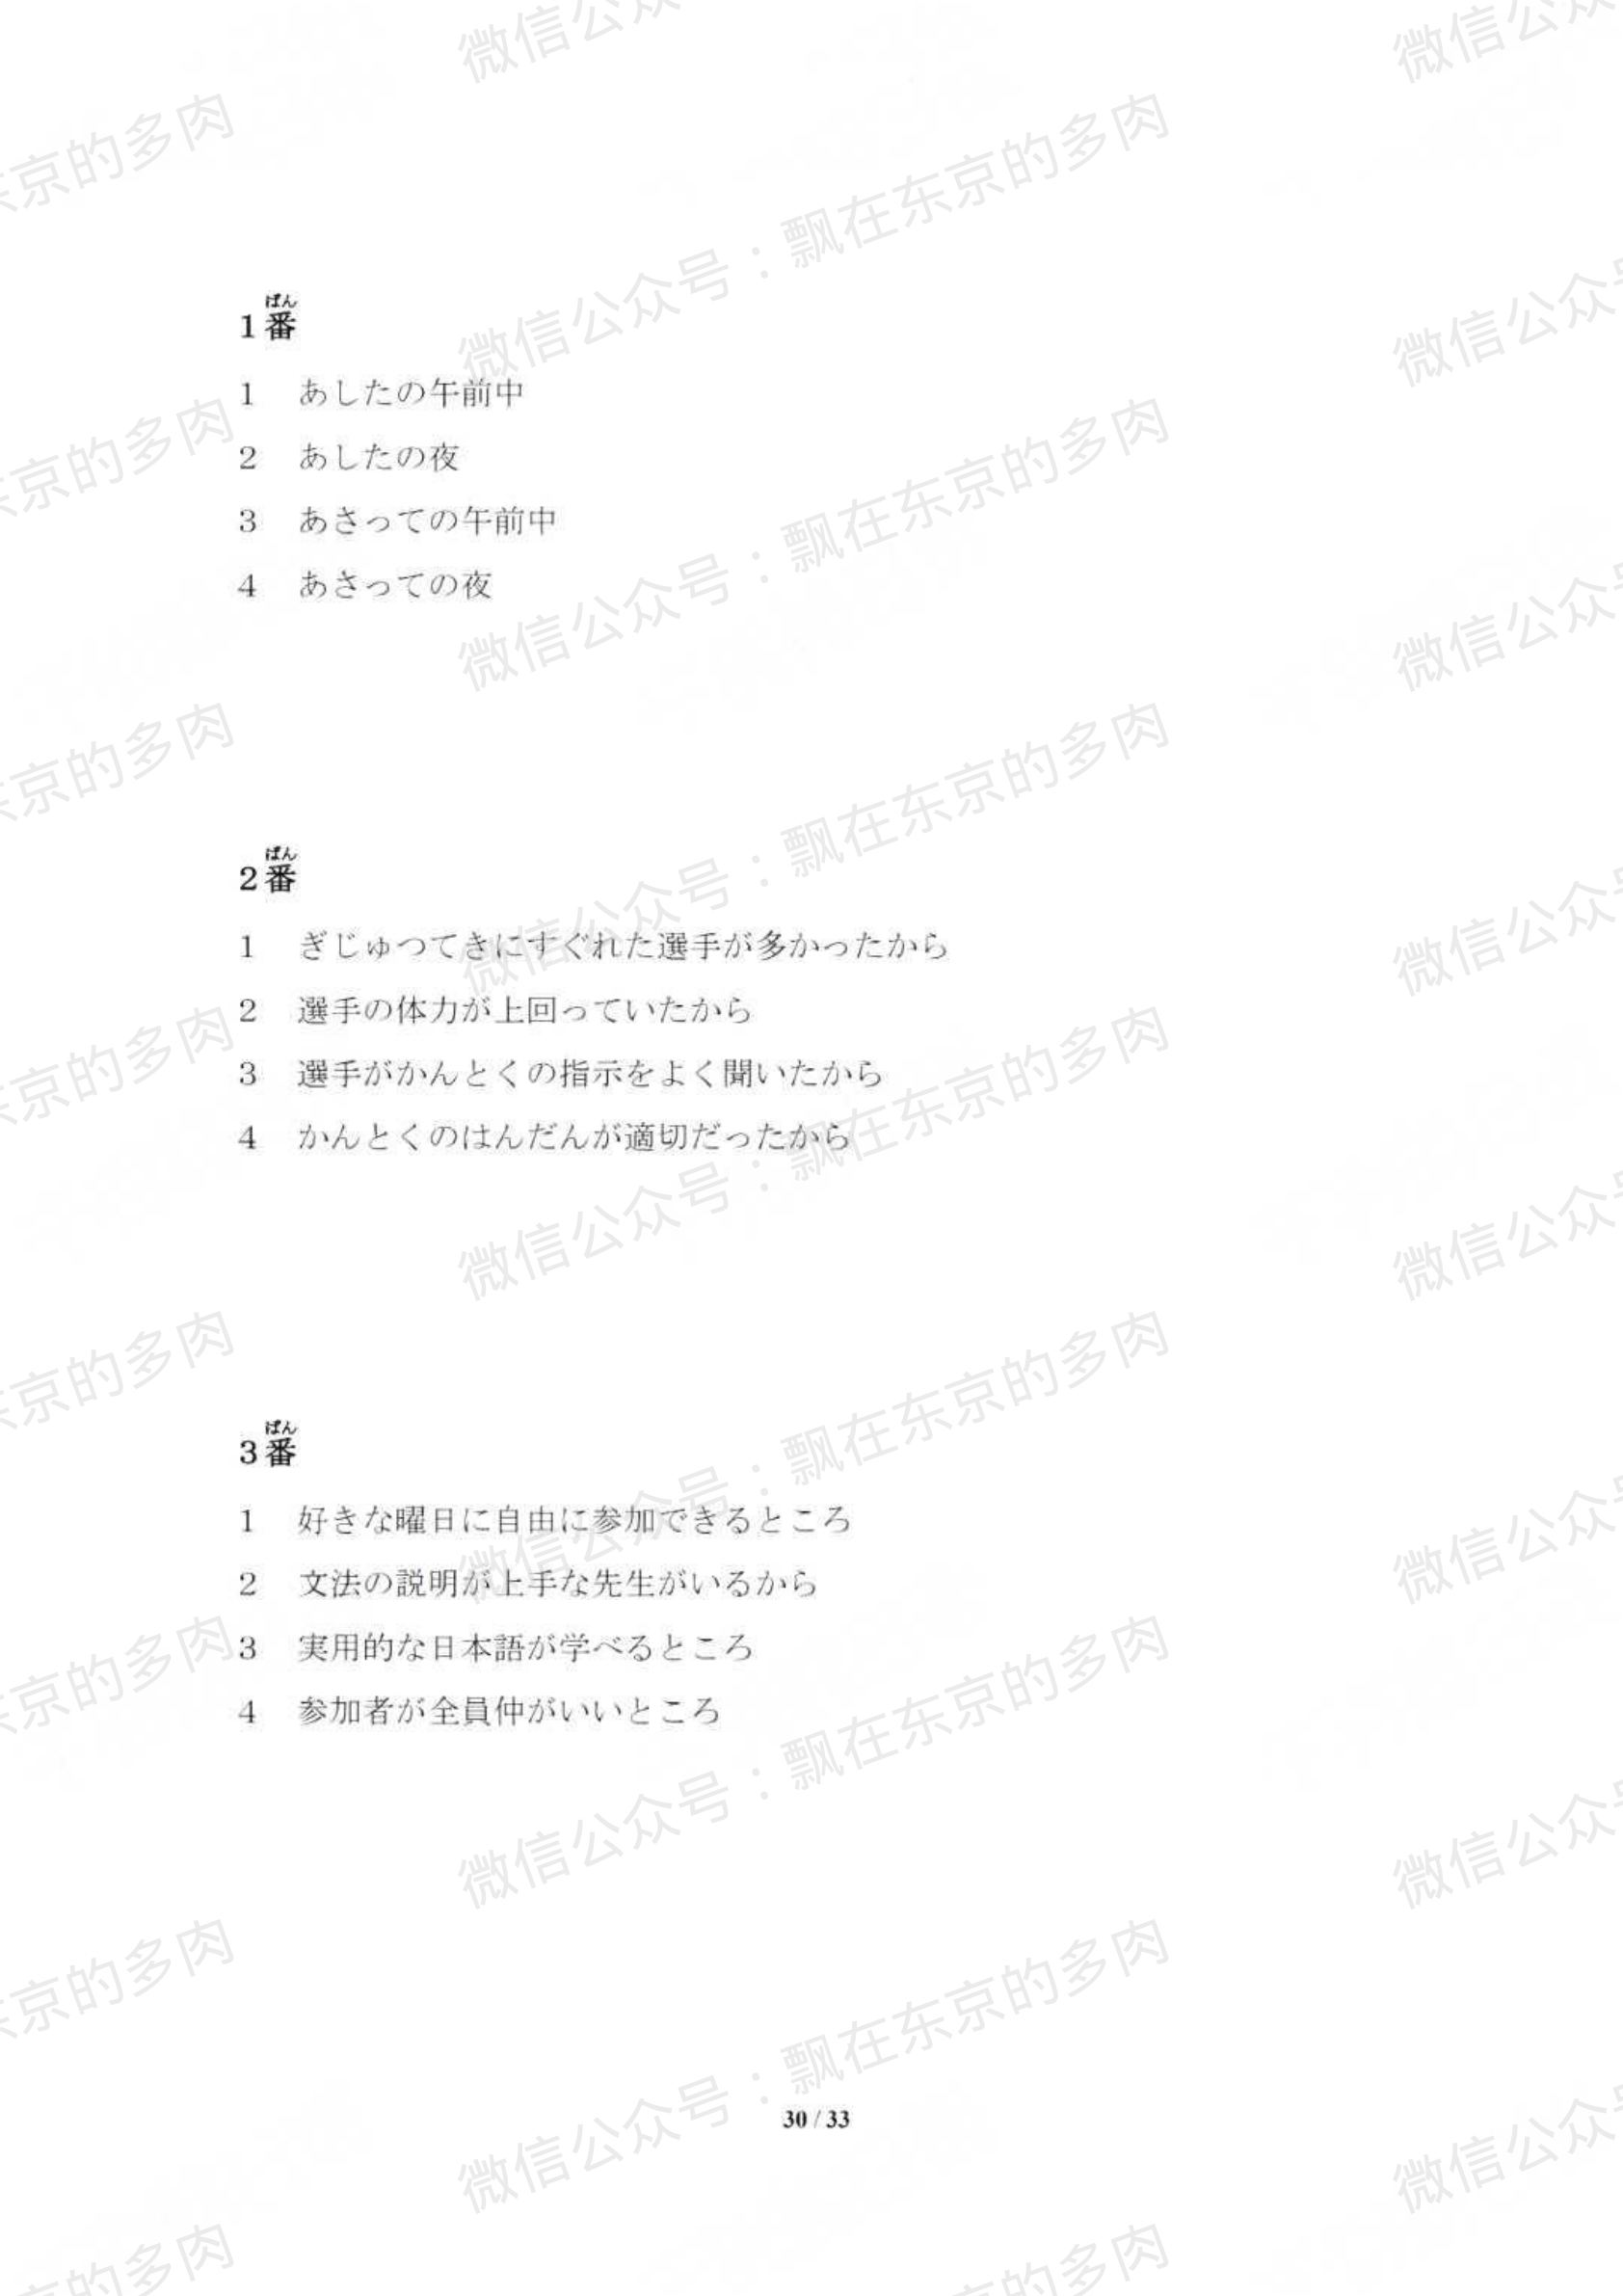 1番
ばん
1 あしたの午前中
2 あしたの夜
3 あさっての午前中
4 あさっての夜
2番
ばん
1 ぎじゅつてきにすぐれた選手が多かったから
2 選手の体力が上回っていたから
3 選手がかんとくの指示をよく聞いたから
4 かんとくのはんだんが適切だったから
3番
ばん
1 好きな曜日に自由に参加できるところ
2 文法の説明が上手な先生がいるから
3 実用的な日本語が学べるところ
4 参加者が全員仲がいいところ
30 / 33
微信公众号：飘在东京的多肉